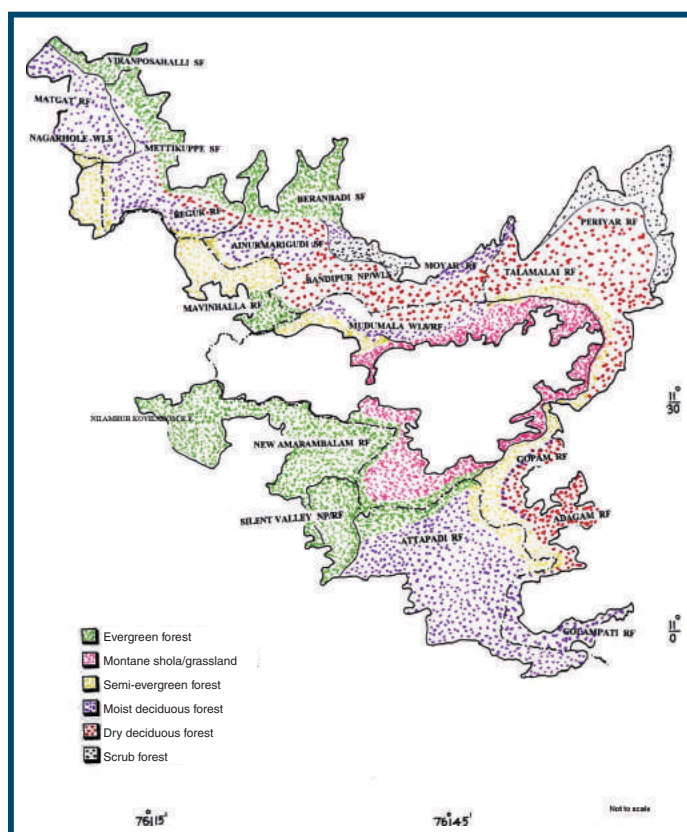 VIRANPOSAHALLI SF
MATGAT RF
NAGARHOLE-WLS
METTIKUPPE SF
BERANBADI SF
BEGUR-RF
PERIYAR RF
AINURMARIGUDI SF
MOYAR RF
TALAMALAI RF
BANDIPUR NP/WLS
MAVINHALLA RF
MUDUMALA WLS/RF
11°
30
NILAMBUR KOVILAKOM R.F.
NEW AMARAMBALAM RF
GOPAM RF
SILENT VALLEY NP/RF
ADAGAM RF
ATTAPADI RF
11°
0
RF
Evergreen forest
Montane shola/grassland
Semi-evergreen forest
Moist deciduous forest
Dry deciduous forest
Scrub forest
Not to scale
76°15'
76°45'